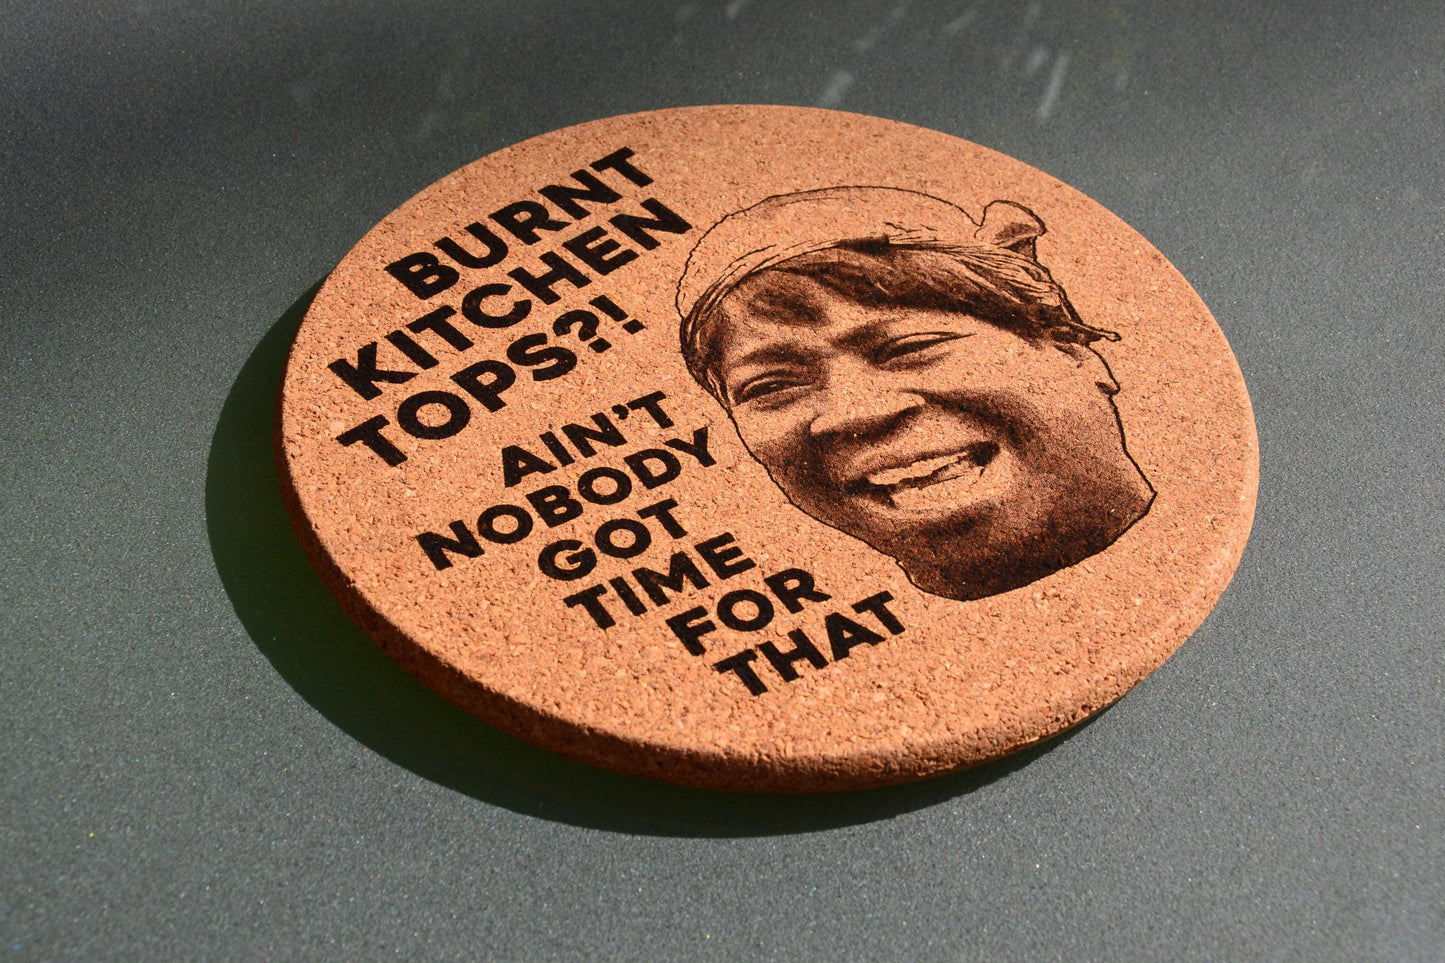 BURNT
KITCHEN
TOPS?!
AIN'T
NOBODY
GOT
TIME
FOR
THAT